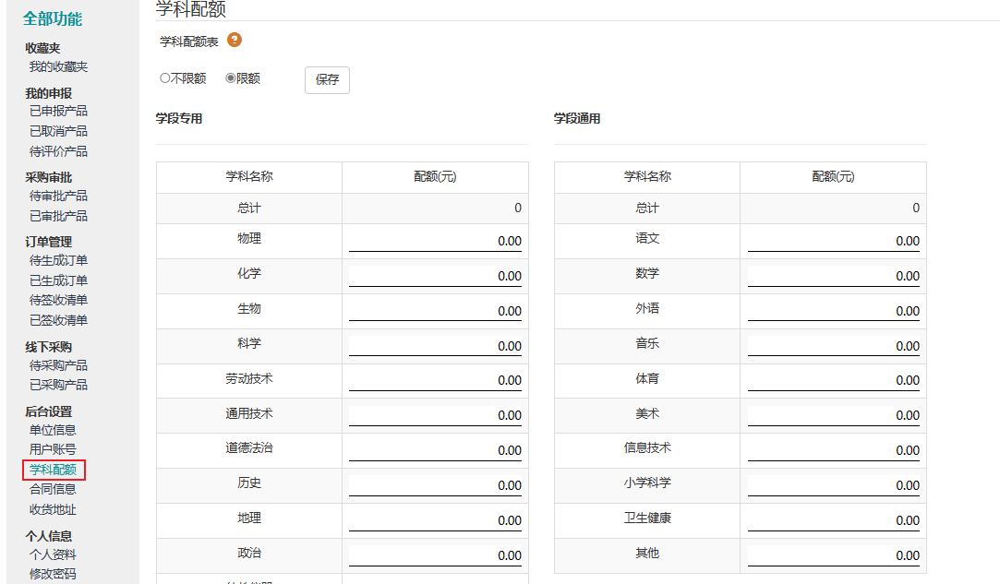 全部功能
收藏夹
我的收藏夹
我的申报
已申报产品
已取消产品
待评价产品
采购审批
待审批产品
已审批产品
订单管理
待生成订单
已生成订单
待签收清单
已签收清单
线下采购
待采购产品
已采购产品
后台设置
单位信息
用户账号
学科配额
合同信息
收货地址
个人信息
个人资料
修改密码
学科配额
学科配额表 ?
不限额 限额 保存
学段专用
学科名称 配额(元)
总计 0
物理 0.00
化学 0.00
生物 0.00
科学 0.00
劳动技术 0.00
通用技术 0.00
道德法治 0.00
历史 0.00
地理 0.00
政治 0.00
学段通用
学科名称 配额(元)
总计 0
语文 0.00
数学 0.00
外语 0.00
音乐 0.00
体育 0.00
美术 0.00
信息技术 0.00
小学科学 0.00
卫生健康 0.00
其他 0.00